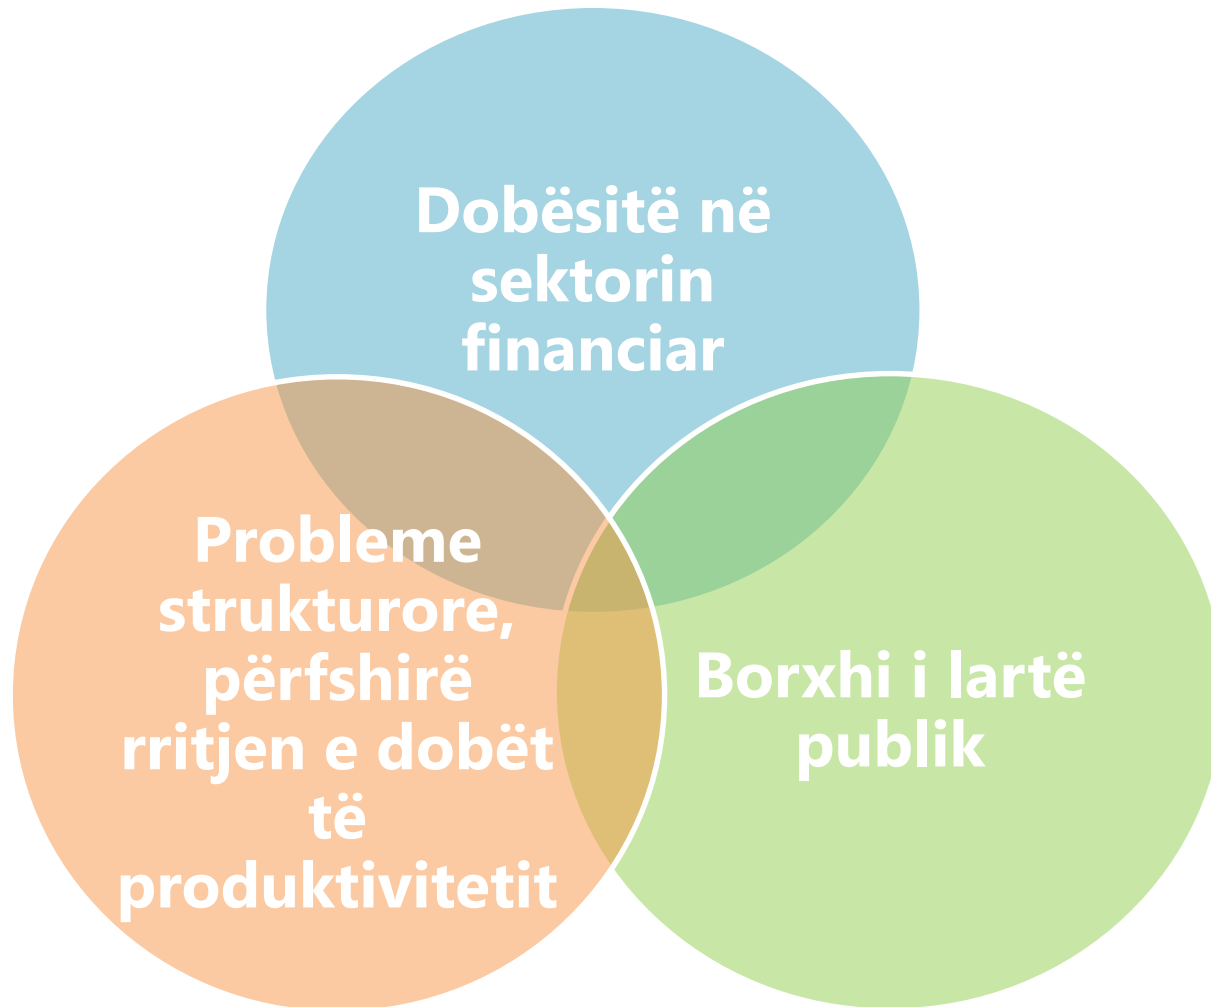 Dobësitë në
sektorin
financiar
Probleme
strukturore,
përfshirë
rritjen e dobët
të
produktivitetit
Borxhi i lartë
publik